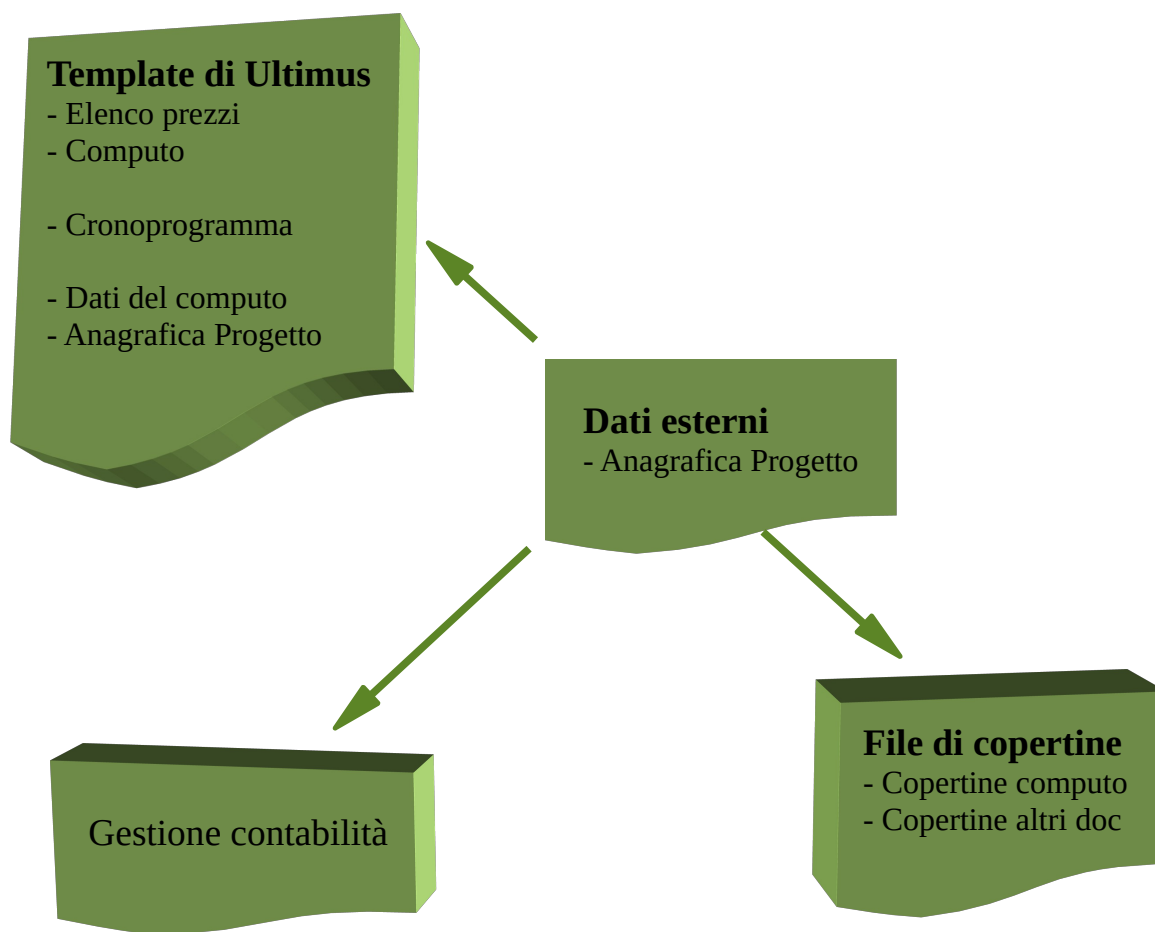 Template di Ultimus
- Elenco prezzi
- Computo
- Cronoprogramma
- Dati del computo
- Anagrafica Progetto
Dati esterni
- Anagrafica Progetto
File di copertine
- Copertine computo
- Copertine altri doc
Gestione contabilità